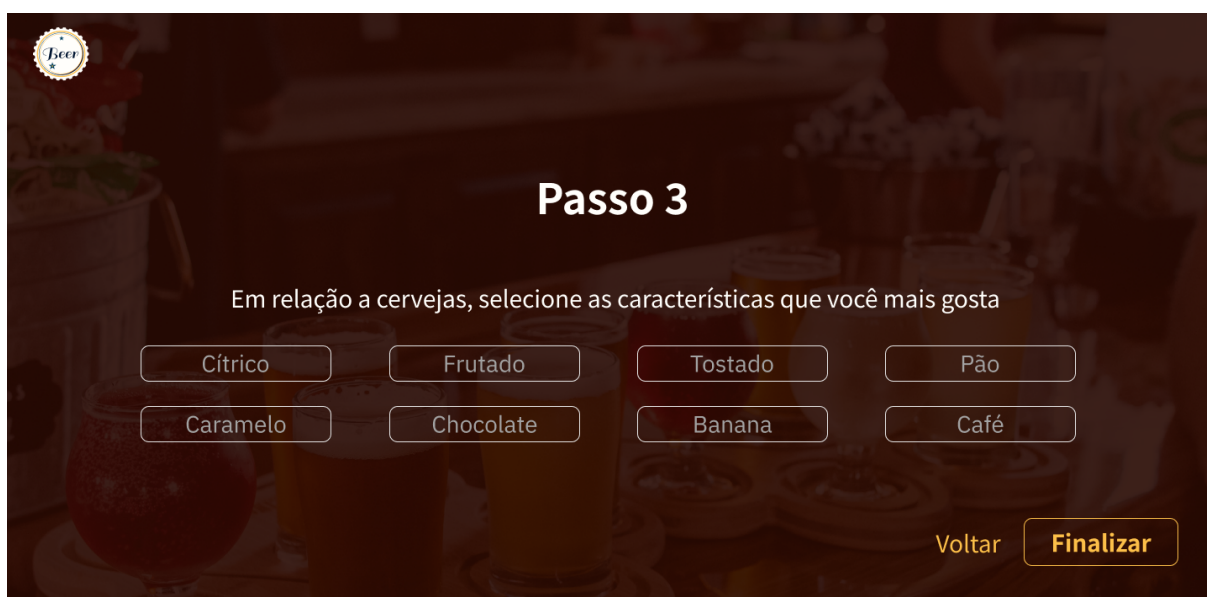 Beer
Passo 3
Em relação a cervejas, selecione as características que você mais gosta
Cítrico Frutado Tostado Pão
Caramelo Chocolate Banana Café
Voltar Finalizar